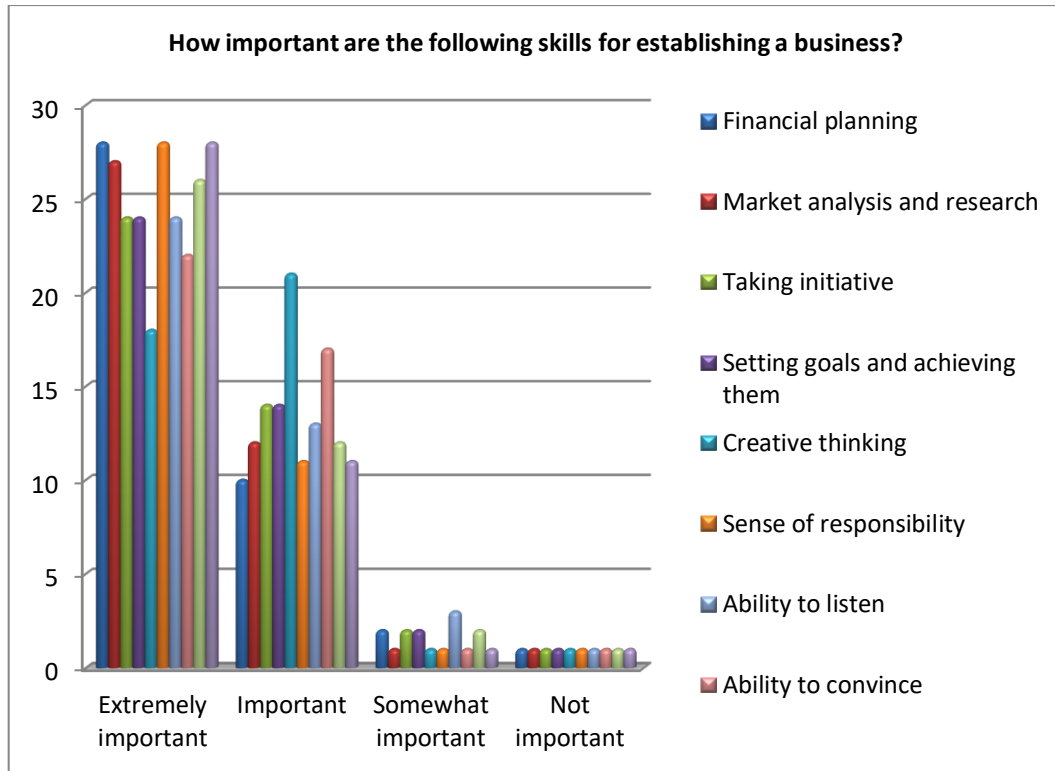 How important are the following skills for establishing a business?
30
25
20
15
10
5
0
Extremely
important
Important
Somewhat
important
Not
important
Financial planning
Market analysis and research
Taking initiative
Setting goals and achieving
them
Creative thinking
Sense of responsibility
Ability to listen
Ability to convince